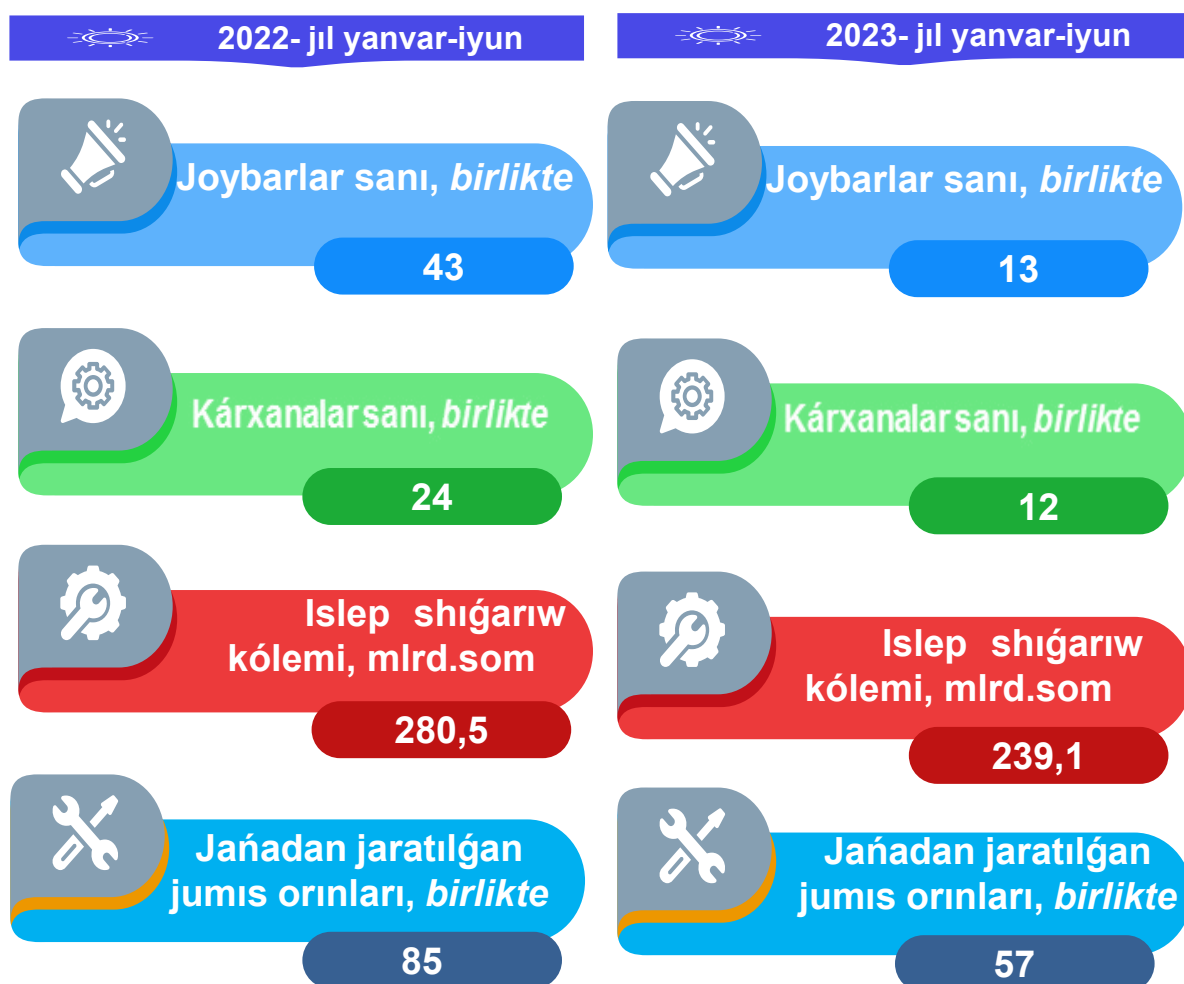 2022- jıl yanvar-iyun
Joybarlar sanı, birlikte
43
Kárxanalar sanı, birlikte
24
Islep shıǵarıw
kólemi, mlrd.som
280,5
Jańadan jaratılǵan
jumıs orınları, birlikte
85
2023- jıl yanvar-iyun
Joybarlar sanı, birlikte
13
Kárxanalar sanı, birlikte
12
Islep shıǵarıw
kólemi, mlrd.som
239,1
Jańadan jaratılǵan
jumıs orınları, birlikte
57